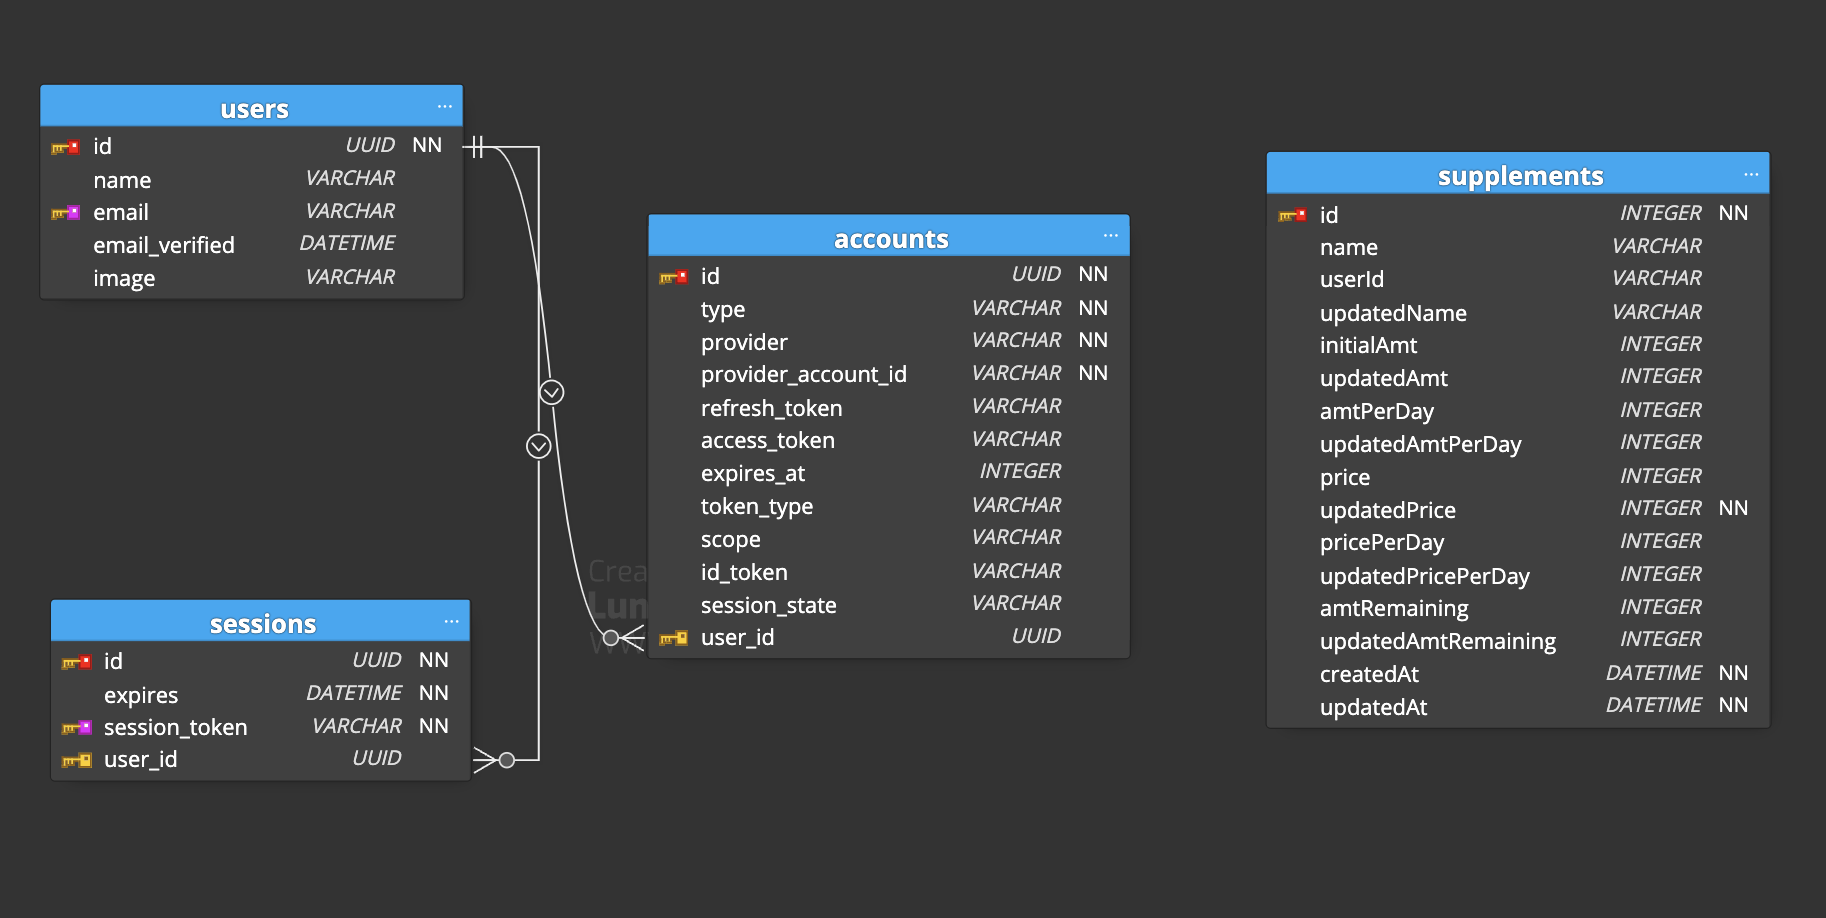 users ...
id UUID NN
name VARCHAR
email VARCHAR
email_verified DATETIME
image VARCHAR
sessions ...
id UUID NN
expires DATETIME NN
session_token VARCHAR NN
user_id UUID
accounts ...
id UUID NN
type VARCHAR NN
provider VARCHAR NN
provider_account_id VARCHAR NN
refresh_token VARCHAR
access_token VARCHAR
expires_at INTEGER
token_type VARCHAR
scope VARCHAR
id_token VARCHAR
session_state VARCHAR
user_id UUID
supplements ...
id INTEGER NN
name VARCHAR
userId VARCHAR
updatedName VARCHAR
initialAmt INTEGER
updatedAmt INTEGER
amtPerDay INTEGER
updatedAmtPerDay INTEGER
price INTEGER
updatedPrice INTEGER NN
pricePerDay INTEGER
updatedPricePerDay INTEGER
amtRemaining INTEGER
updatedAmtRemaining INTEGER
createdAt DATETIME NN
updatedAt DATETIME NN